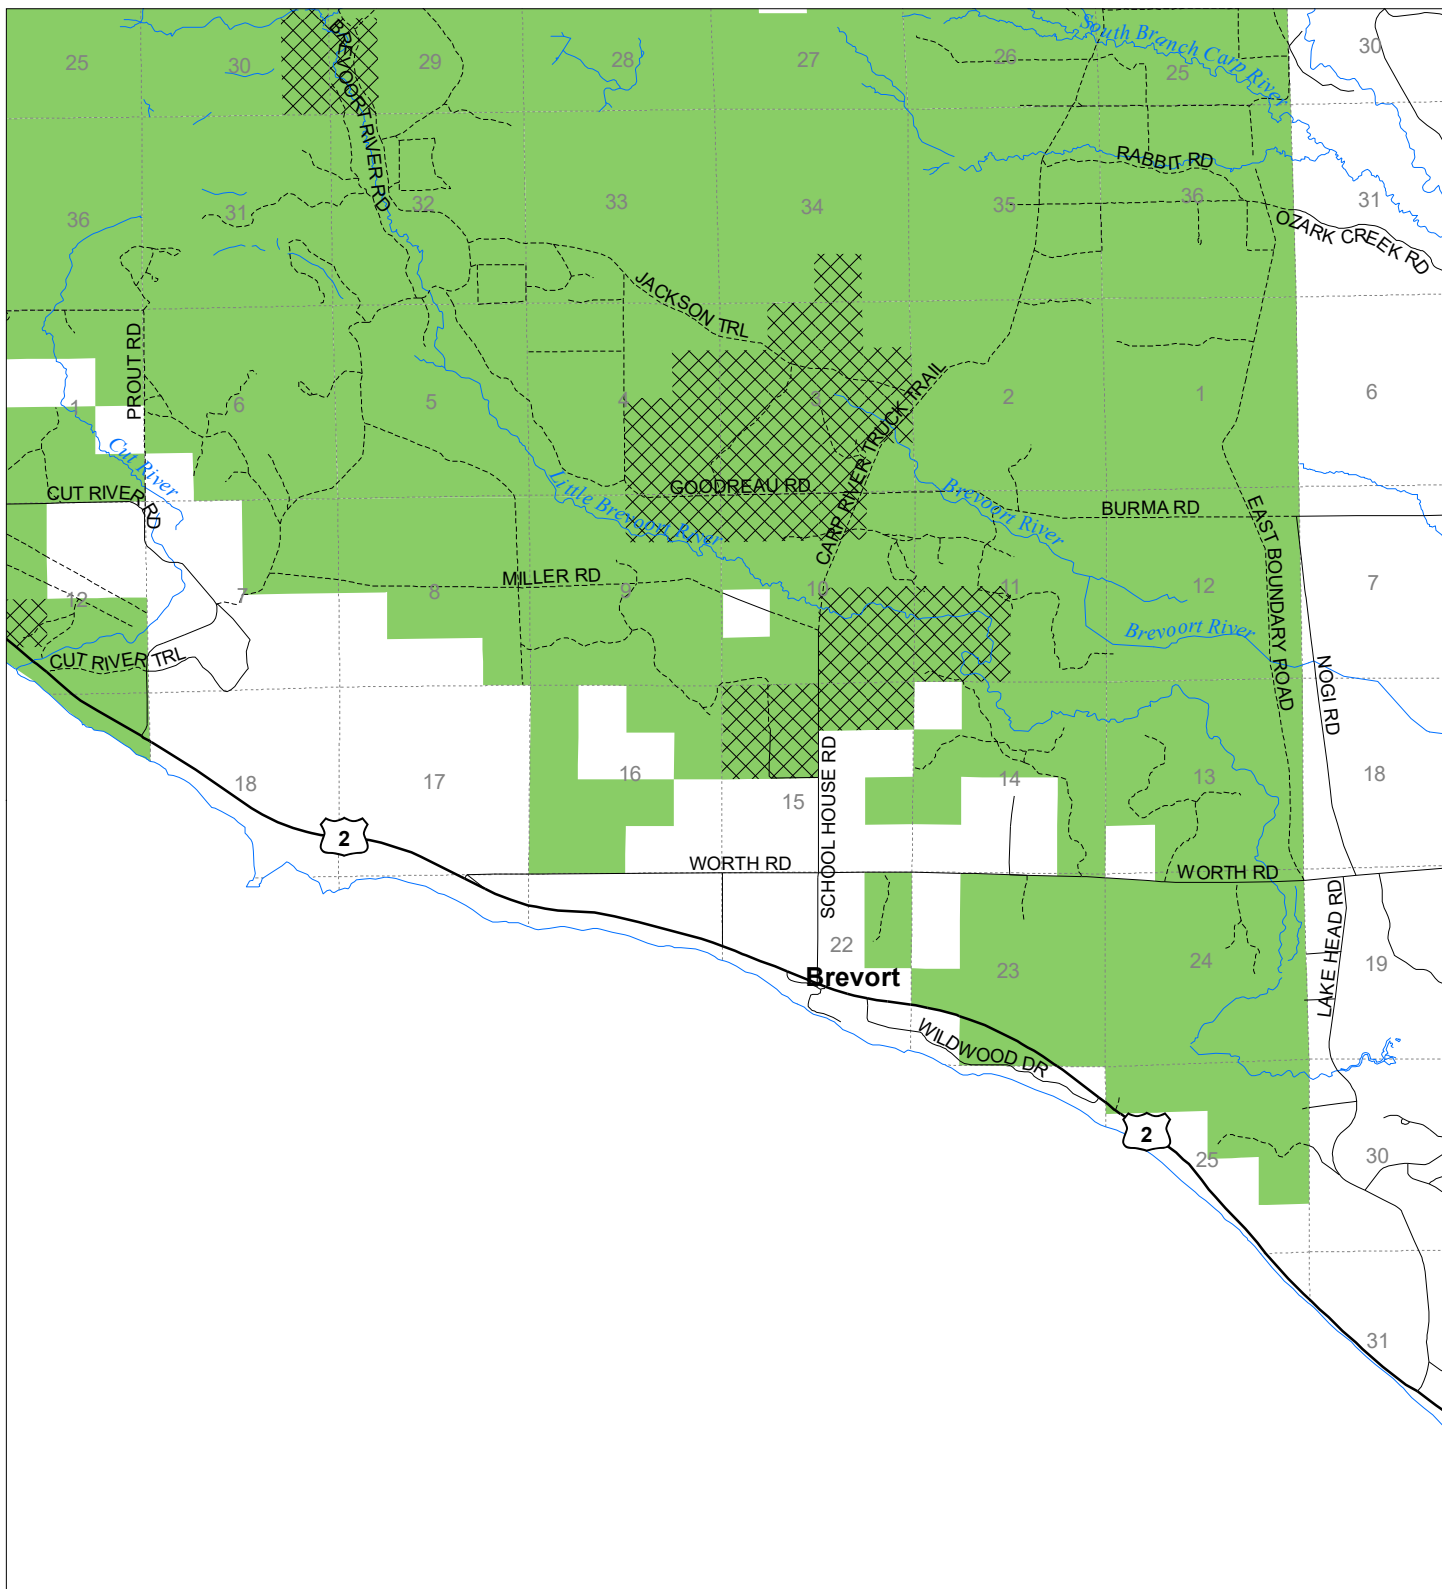 25
30
BREVOORT RIVER RD
29
28
27
26
South Branch Carp River
25
30
36
31
32
33
34
35
RABBIT RD
36
31
OZARK CREEK RD
PROUT RD
JACKSON TRL
1
6
5
4
3
CARP RIVER TRUCK TRAIL
2
1
6
Cut River
CUT RIVER RD
Little Brevoort River
GOODREAU RD
Brevoort River
BURMA RD
EAST BOUNDARY ROAD
12
7
8
MILLER RD
9
10
11
12
7
Brevoort River
CUT RIVER TRL
NOGI RD
18
17
16
15
SCHOOL HOUSE RD
14
13
18
2
WORTH RD
WORTH RD
22
23
24
LAKE HEAD RD
19
Brevort
WILDWOOD DR
2
25
30
31